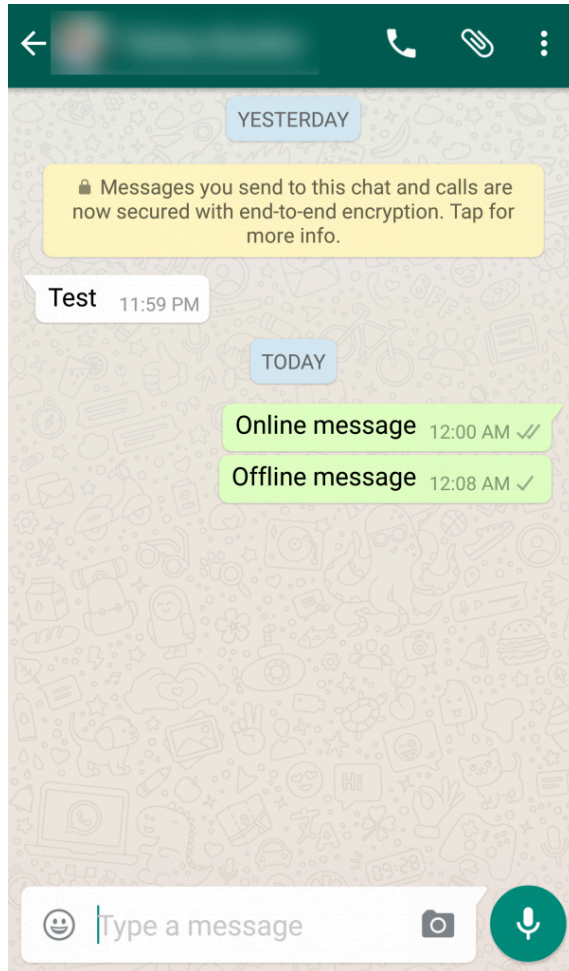 YESTERDAY
Messages you send to this chat and calls are
now secured with end-to-end encryption. Tap for
more info.
Test 11:59 PM
TODAY
Online message 12:00 AM
Offline message 12:08 AM
Type a message